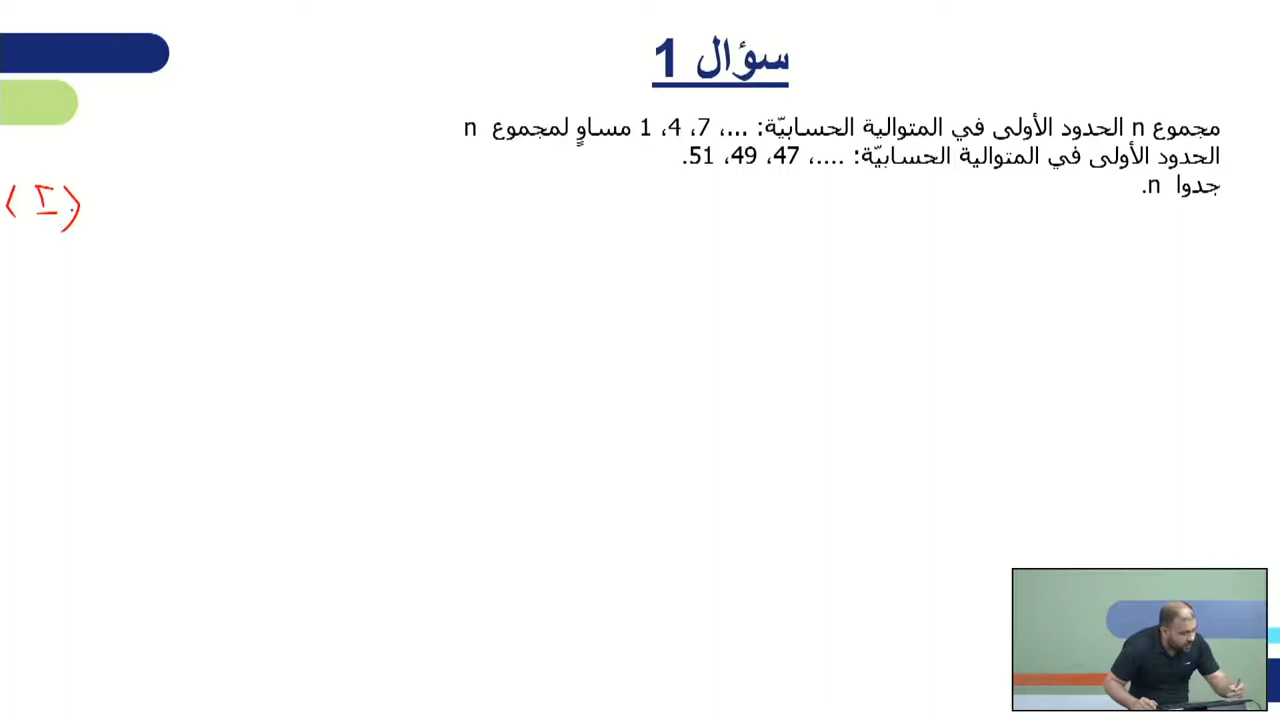 سؤال 1
مجموع n الحدود الأولى في المتوالية الحسابيّة: ...، 7، 4، 1 مساوٍ لمجموع n
الحدود الأولى في المتوالية الحسابيّة: ....، 47، 49، 51.
جدوا n.
(I)